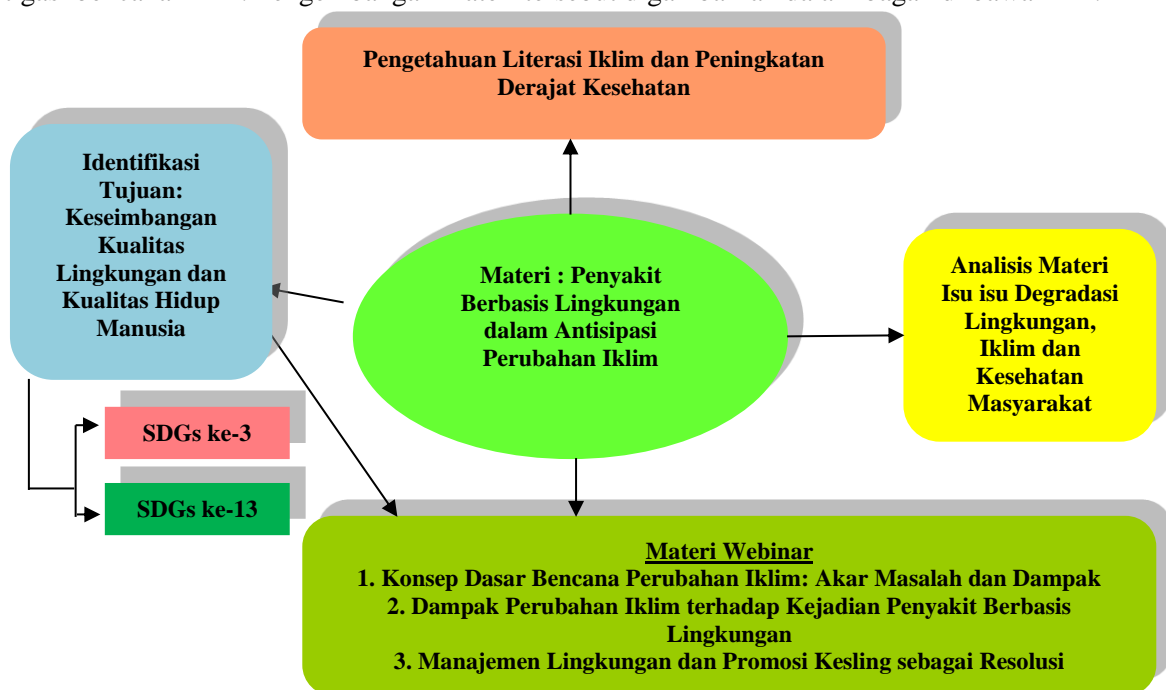 Pengetahuan Literasi Iklim dan Peningkatan
Derajat Kesehatan
Identifikasi
Tujuan:
Keseimbangan
Kualitas
Lingkungan dan
Kualitas Hidup
Manusia
Materi : Penyakit
Berbasis Lingkungan
dalam Antisipasi
Perubahan Iklim
Analisis Materi
Isu isu Degradasi
Lingkungan,
Iklim dan
Kesehatan
Masyarakat
SDGs ke-3
SDGs ke-13
Materi Webinar
1. Konsep Dasar Bencana Perubahan Iklim: Akar Masalah dan Dampak
2. Dampak Perubahan Iklim terhadap Kejadian Penyakit Berbasis
Lingkungan
3. Manajemen Lingkungan dan Promosi Kesling sebagai Resolusi